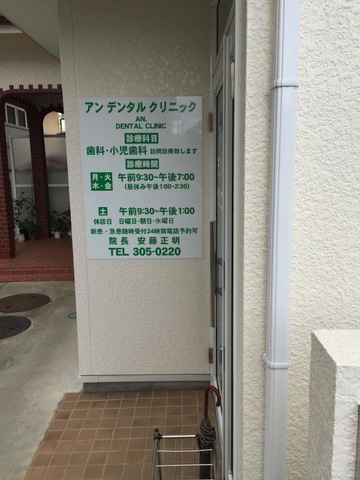 アン デンタル クリニック
AN.
DENTAL CLINIC
診療科目
歯科・小児歯科 訪問診療致します
診療時間
月・火 午前9:30~午後7:00
木・金 (昼休み午後1:00-2:30)
土 午前9:30~午後1:00
休診日 日曜日・祭日・水曜日
新患・急患随時受付24時間電話予約可
院長 安藤正明
TEL 305-0220